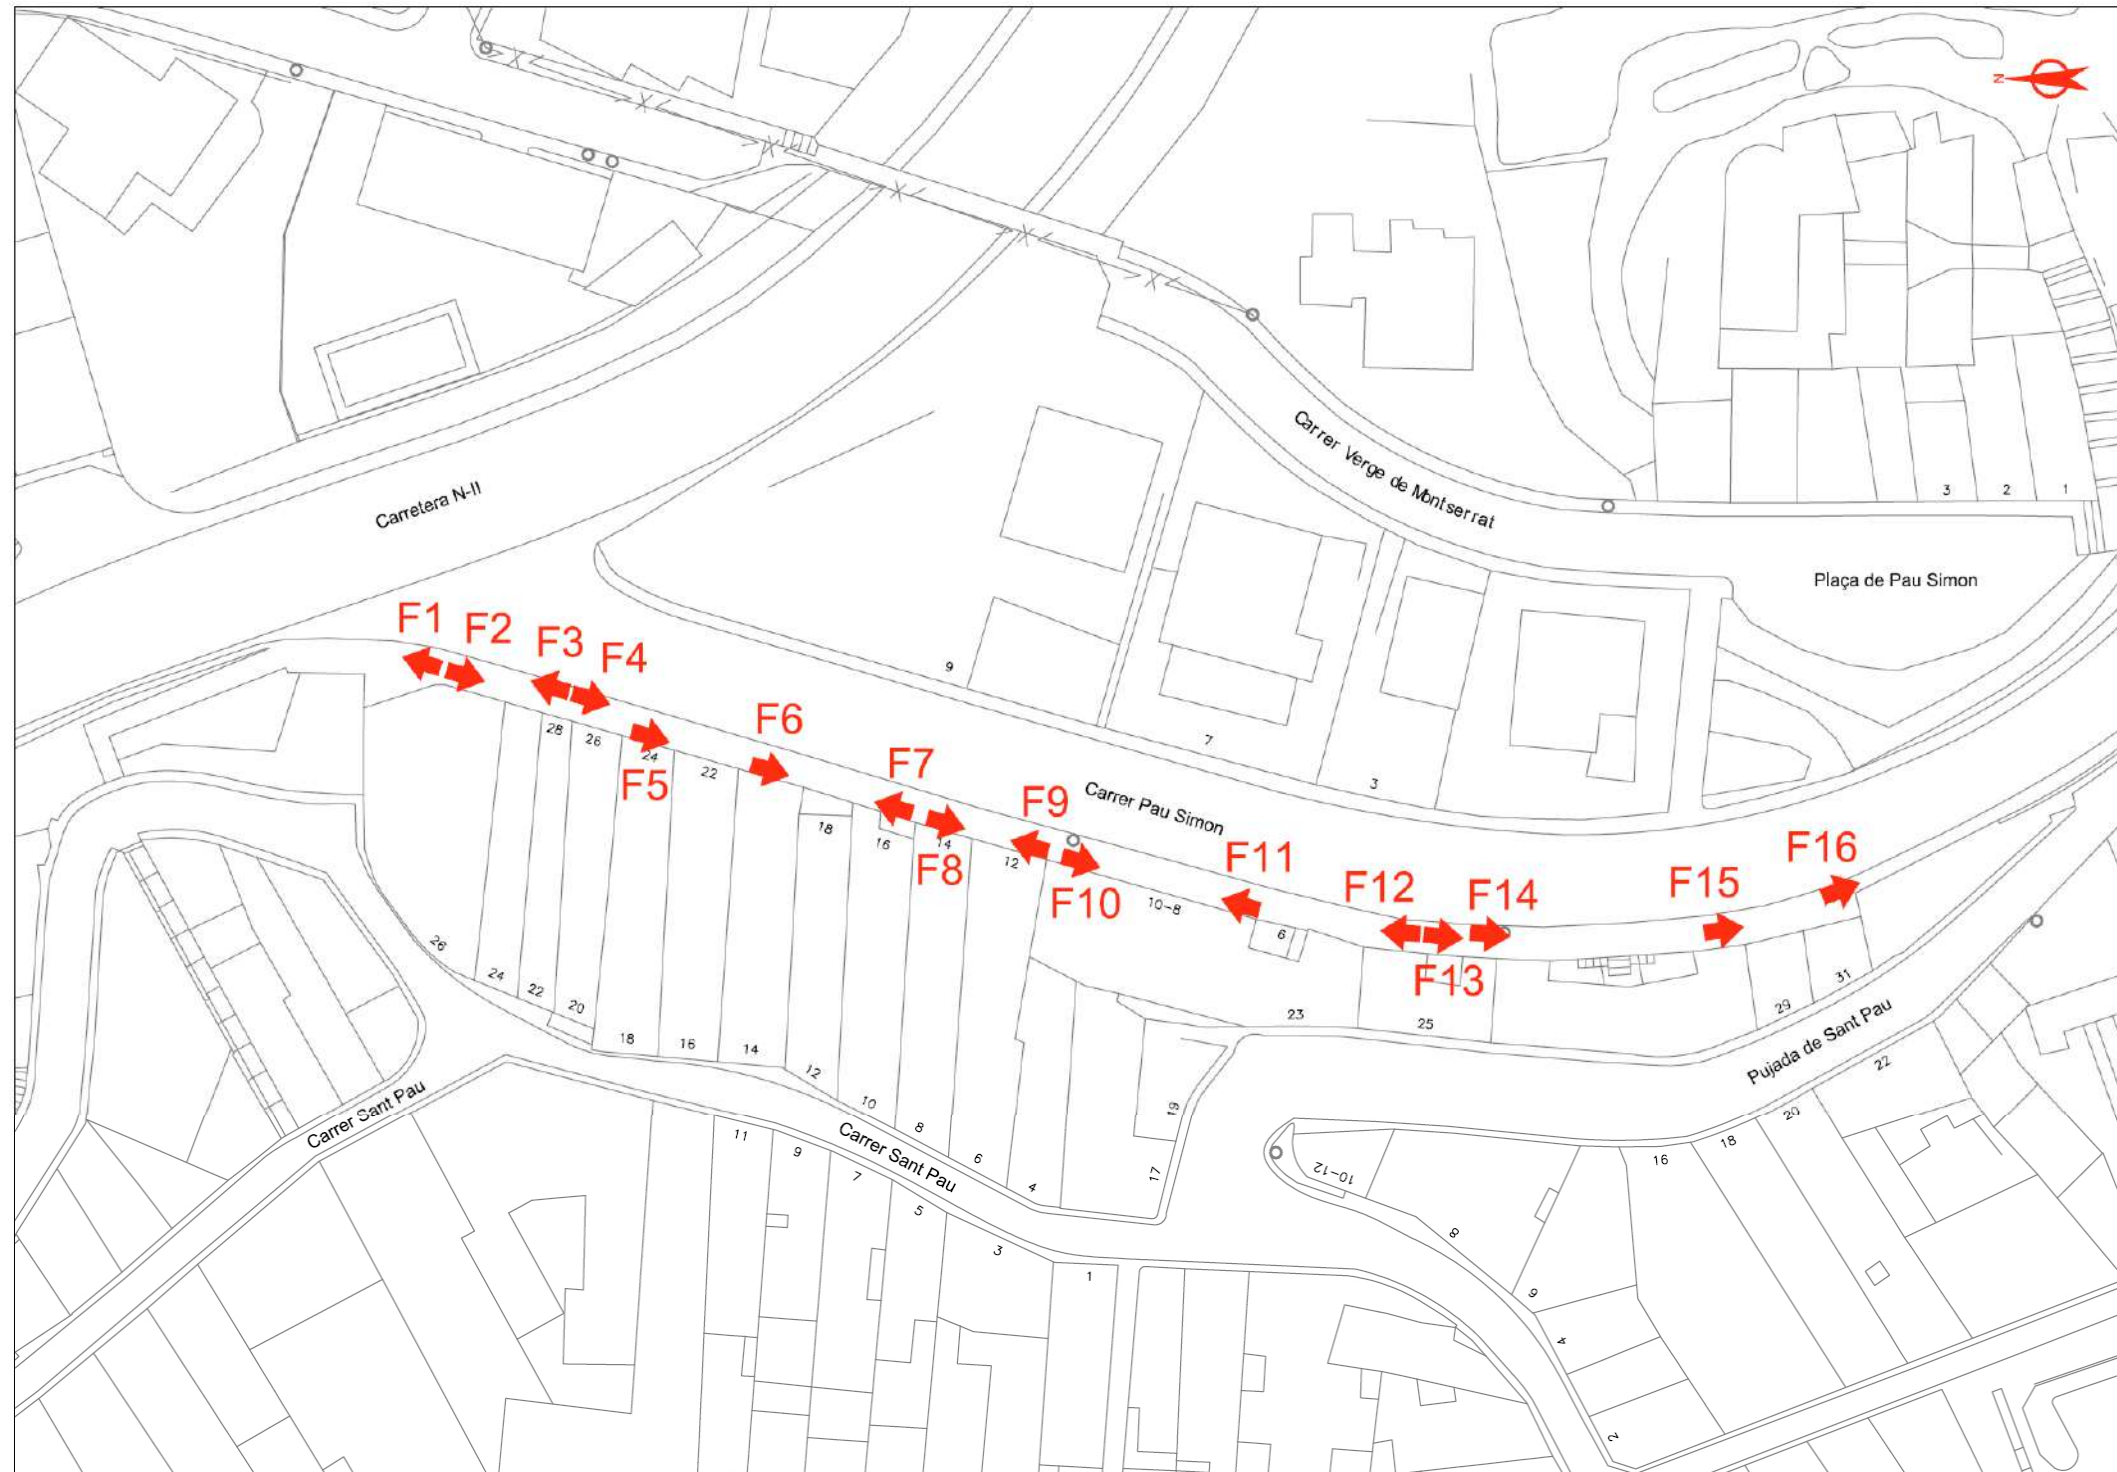 N
Carrer Verge de Montserrat
Carretera N-II
3
2
1
Plaça de Pau Simon
F1
F2
F3
F4
F5
F6
F7
F8
F9
F10
F11
F12
F13
F14
F15
F16
9
7
3
Carrer Pau Simon
28
26
24
22
18
16
14
12
10-8
6
26
24
22
20
18
16
14
12
10
8
6
4
23
25
29
31
19
17
Pujada de Sant Pau
Carrer Sant Pau
Carrer Sant Pau
11
9
7
5
3
1
10-12
8
6
4
2
16
18
20
22